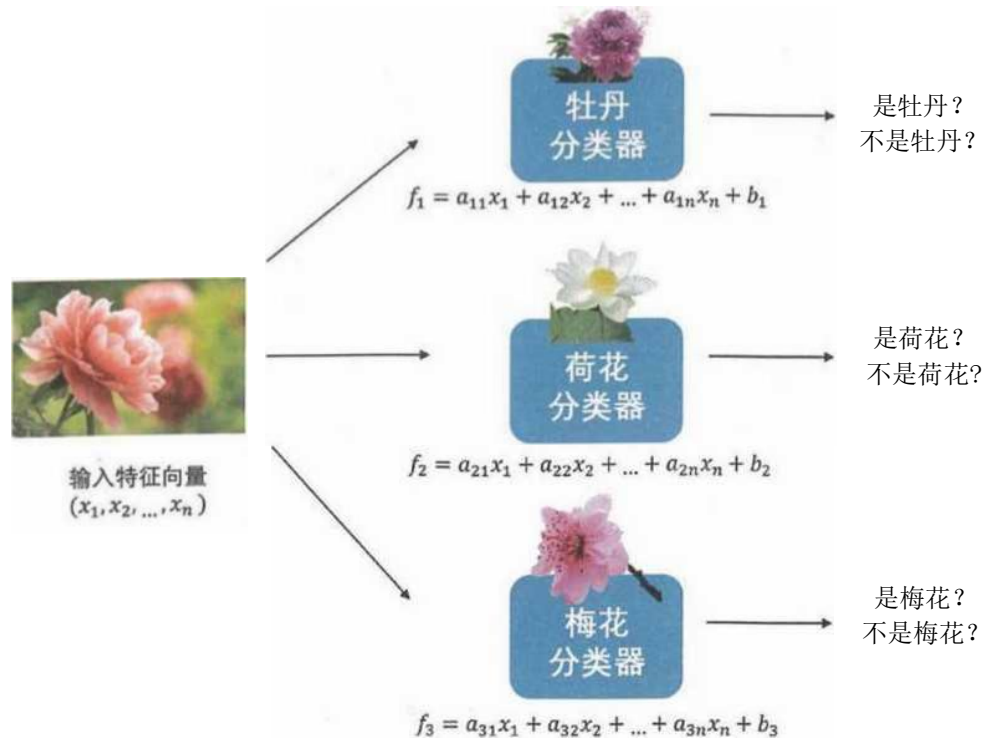 牡丹
分类器
是牡丹？
不是牡丹？
f₁ = a₁₁x₁ + a₁₂x₂ + ... + a₁ₙxₙ + b₁
输入特征向量
(x₁, x₂, ..., xₙ)
荷花
分类器
是荷花？
不是荷花?
f₂ = a₂₁x₁ + a₂₂x₂ + ... + a₂ₙxₙ + b₂
梅花
分类器
是梅花？
不是梅花？
f₃ = a₃₁x₁ + a₃₂x₂ + ... + a₃ₙxₙ + b₃